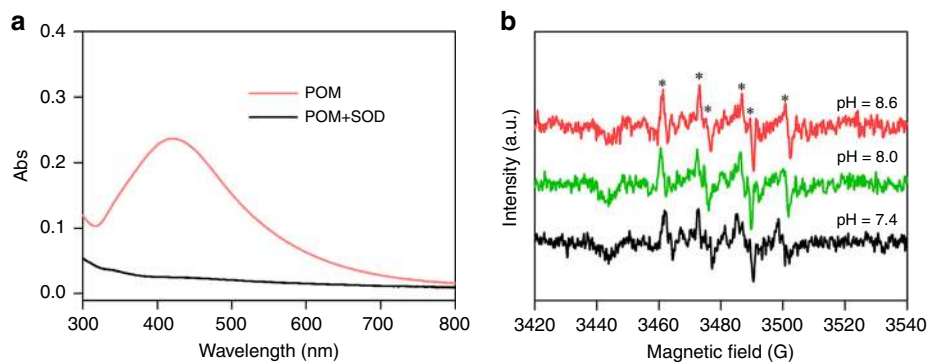 a
0.4
0.3
0.2
0.1
0.0
Abs
POM
POM+SOD
300 400 500 600 700 800
Wavelength (nm)
b
Intensity (a.u.)
* * * * * *
pH = 8.6
pH = 8.0
pH = 7.4
3420 3440 3460 3480 3500 3520 3540
Magnetic field (G)